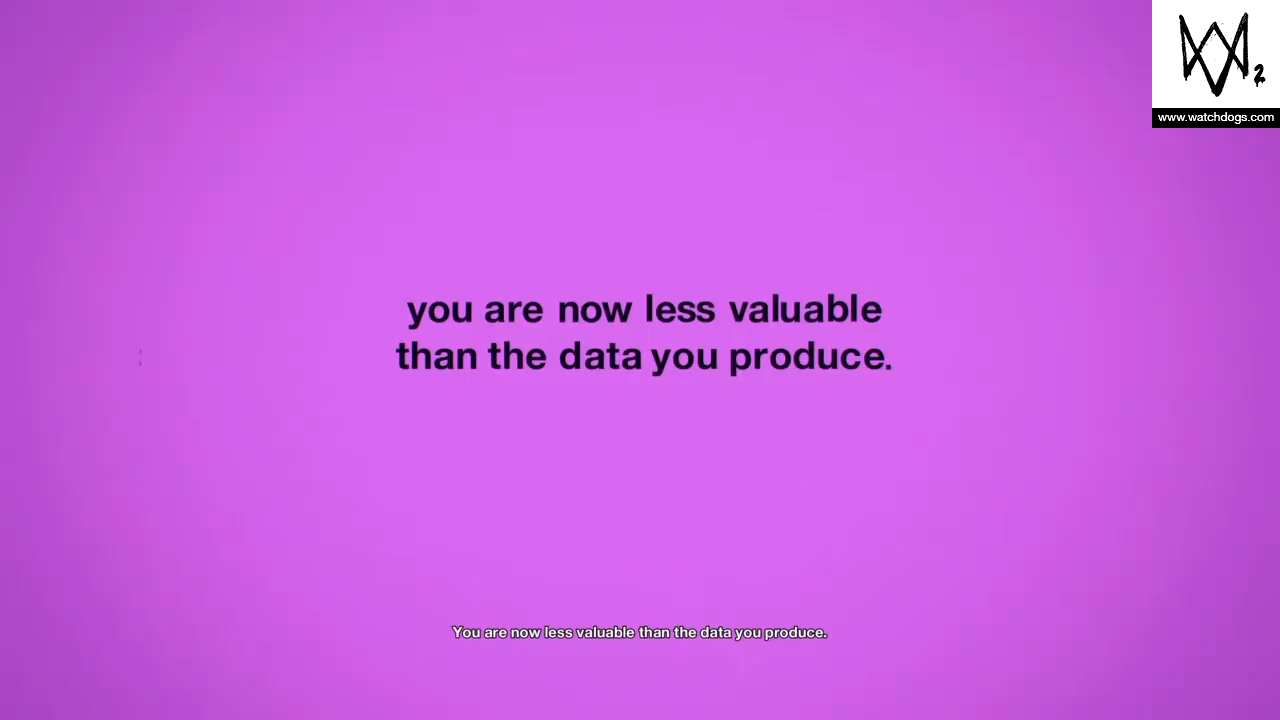 2
www.watchdogs.com
you are now less valuable
than the data you produce.
You are now less valuable than the data you produce.